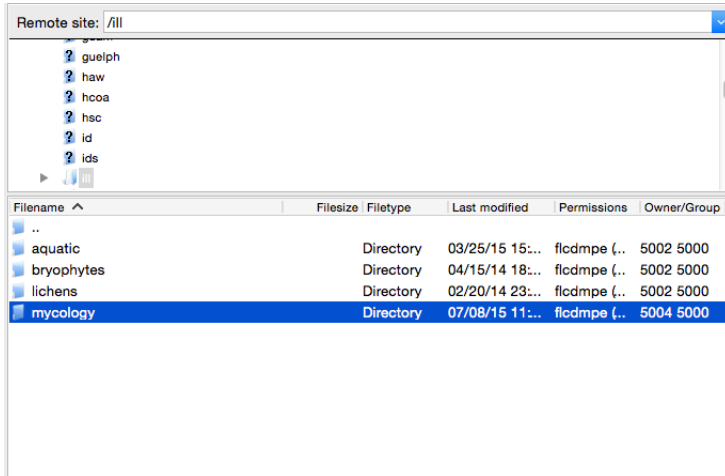 Remote site: /ill
guelph
haw
hcoa
hsc
id
ids
ill
Filename Filesize Filetype Last modified Permissions Owner/Group
..
aquatic Directory 03/25/15 15:... flcdmpe (... 5002 5000
bryophytes Directory 04/15/14 18:... flcdmpe (... 5002 5000
lichens Directory 02/20/14 23:... flcdmpe (... 5002 5000
mycology Directory 07/08/15 11:... flcdmpe (... 5004 5000